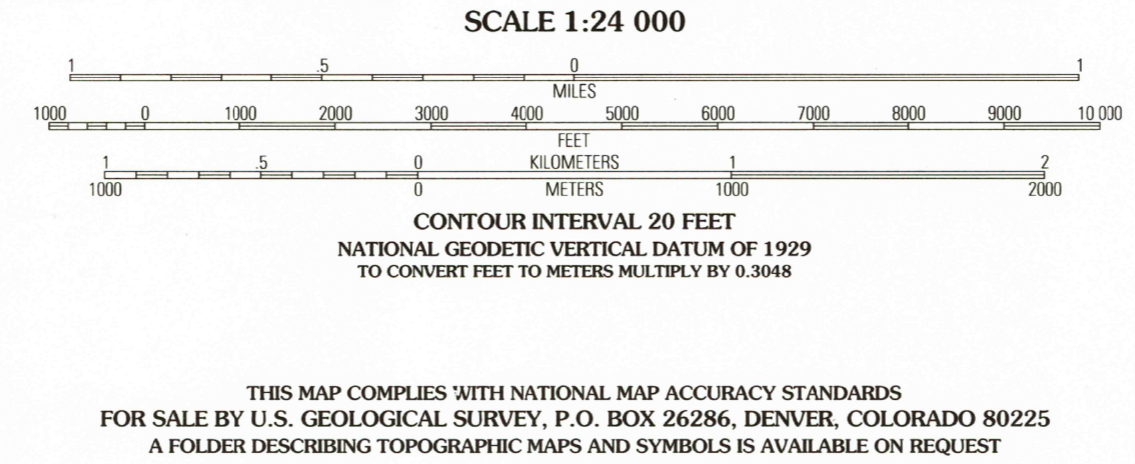 SCALE 1:24 000
1 .5 0 1
MILES
1000 0 1000 2000 3000 4000 5000 6000 7000 8000 9000 10 000
FEET
1 .5 0 KILOMETERS 1 2
1000 0 METERS 1000 2000
CONTOUR INTERVAL 20 FEET
NATIONAL GEODETIC VERTICAL DATUM OF 1929
TO CONVERT FEET TO METERS MULTIPLY BY 0.3048
THIS MAP COMPLIES WITH NATIONAL MAP ACCURACY STANDARDS
FOR SALE BY U.S. GEOLOGICAL SURVEY, P.O. BOX 26286, DENVER, COLORADO 80225
A FOLDER DESCRIBING TOPOGRAPHIC MAPS AND SYMBOLS IS AVAILABLE ON REQUEST